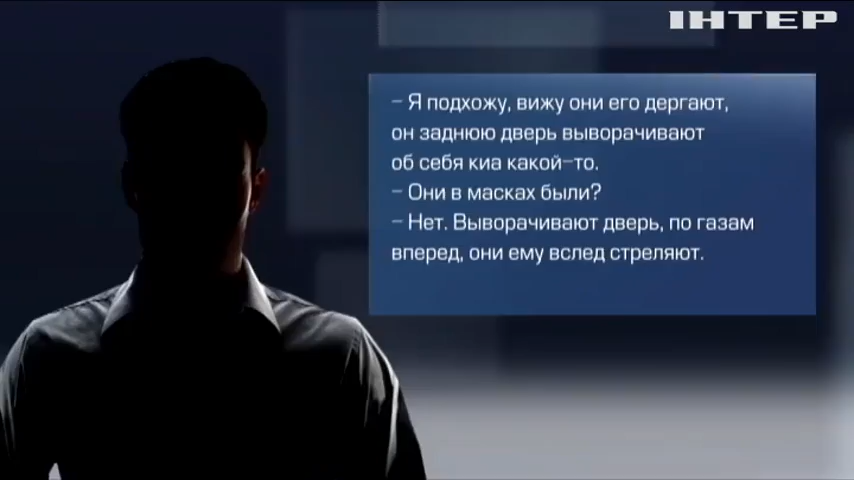 ІНТЕР
– Я подхожу, вижу они его дергают,
он заднюю дверь выворачивают
об себя киа какой-то.
– Они в масках были?
– Нет. Выворачивают дверь, по газам
вперед, они ему вслед стреляют.